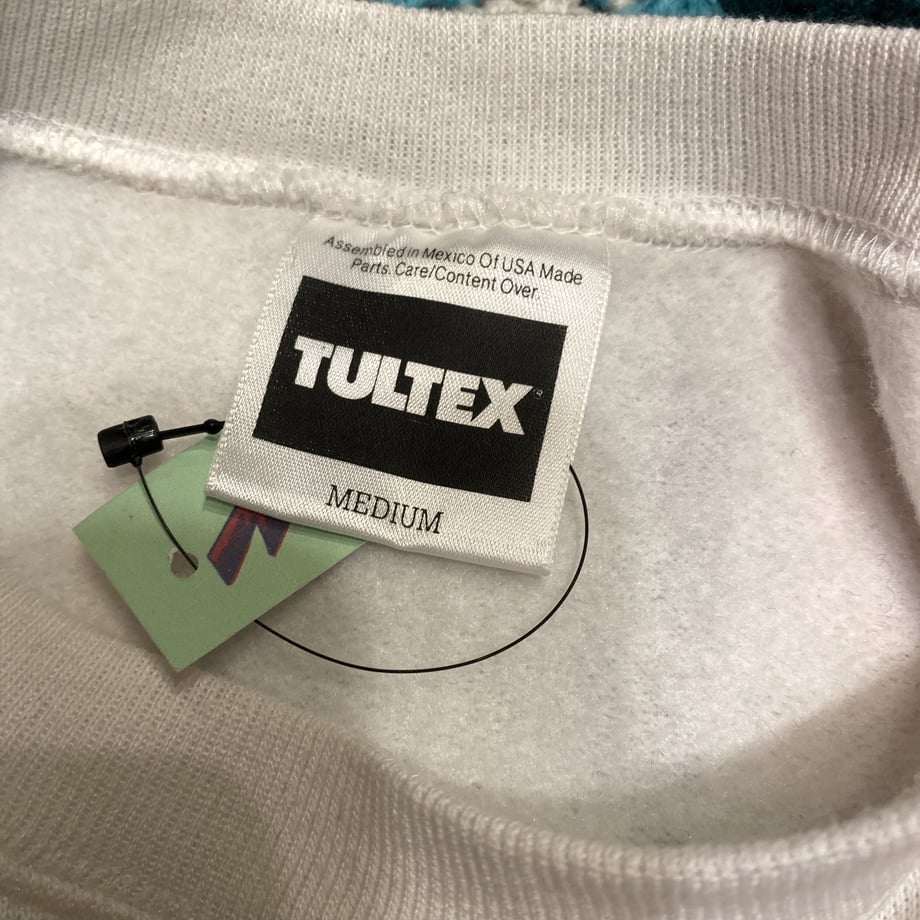 Assembled in Mexico Of USA Made
Parts. Care/Content Over.
TULTEX®
MEDIUM